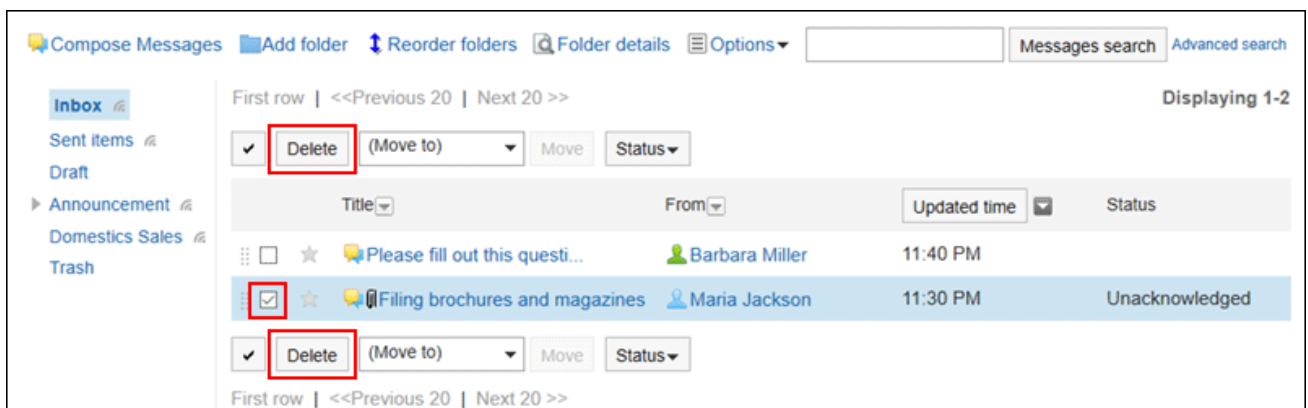 Compose Messages Add folder Reorder folders Folder details Options Messages search Advanced search
Inbox
Sent items
Draft
Announcement
Domestics Sales
Trash
First row | <<Previous 20 | Next 20 >> Displaying 1-2
Delete (Move to) Move Status
Title From Updated time Status
Please fill out this questi... Barbara Miller 11:40 PM
Filing brochures and magazines Maria Jackson 11:30 PM Unacknowledged
Delete (Move to) Move Status
First row | <<Previous 20 | Next 20 >>